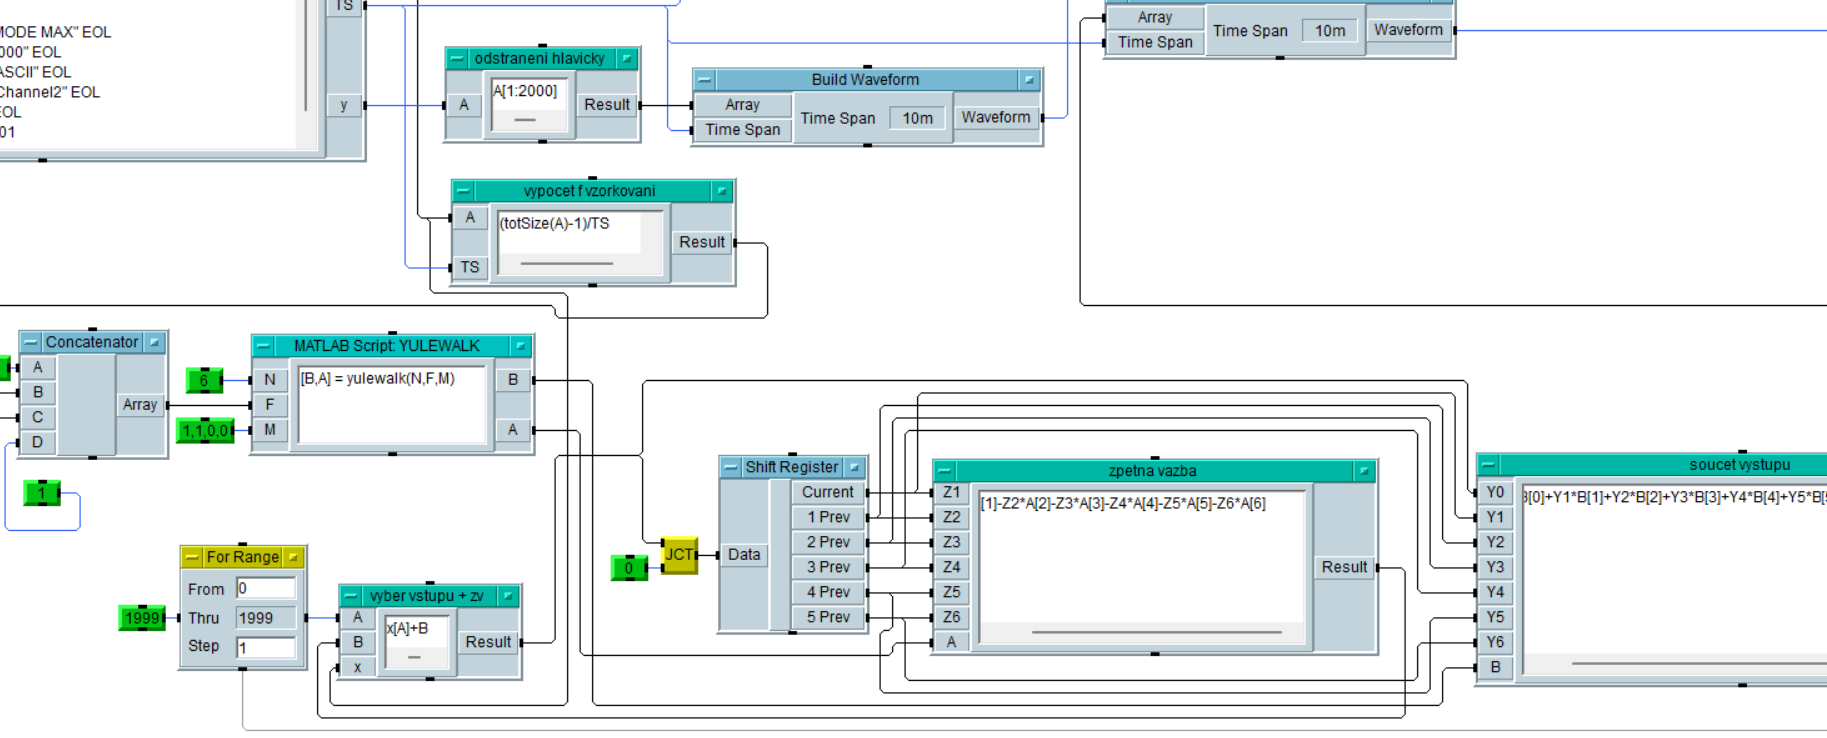 TS
MODE MAX" EOL
000" EOL
ASCII" EOL
Channel2" EOL
EOL
01
y
odstraneni hlavicky
A
A[1:2000]
Result
Build Waveform
Array
Time Span
Time Span
10m
Waveform
Array
Time Span
Time Span
10m
Waveform
vypocet f vzorkovani
A
TS
(totSize(A)-1)/TS
Result
Concatenator
A
B
C
D
Array
1
6
1,1,0,0
MATLAB Script: YULEWALK
N
F
M
[B,A] = yulewalk(N,F,M)
B
A
1999
For Range
From
0
Thru
1999
Step
1
vyber vstupu + zv
A
B
x
x[A]+B
Result
0
JCT
Shift Register
Data
Current
1 Prev
2 Prev
3 Prev
4 Prev
5 Prev
zpetna vazba
Z1
Z2
Z3
Z4
Z5
Z6
A
[1]-Z2*A[2]-Z3*A[3]-Z4*A[4]-Z5*A[5]-Z6*A[6]
Result
soucet vystupu
Y0
Y1
Y2
Y3
Y4
Y5
Y6
B
B[0]+Y1*B[1]+Y2*B[2]+Y3*B[3]+Y4*B[4]+Y5*B[5